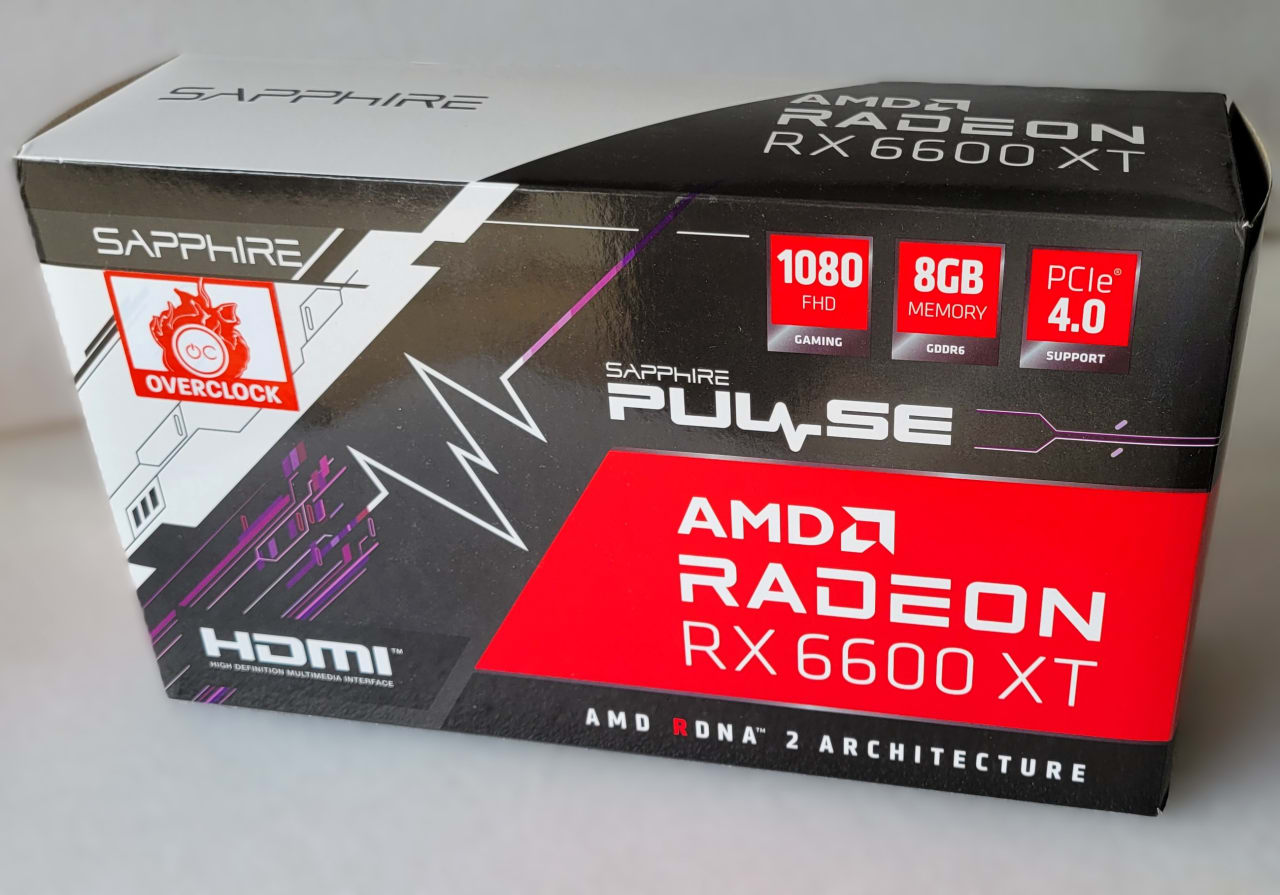 SAPPHIRE
AMD
RADEON
RX 6600 XT
SAPPHIRE
OC
OVERCLOCK
1080
FHD
GAMING
8GB
MEMORY
GDDR6
PCIe®
4.0
SUPPORT
SAPPHIRE
PULSE
AMD
RADEON
RX 6600 XT
HDMI™
HIGH DEFINITION MULTIMEDIA INTERFACE
AMD RDNA™ 2 ARCHITECTURE